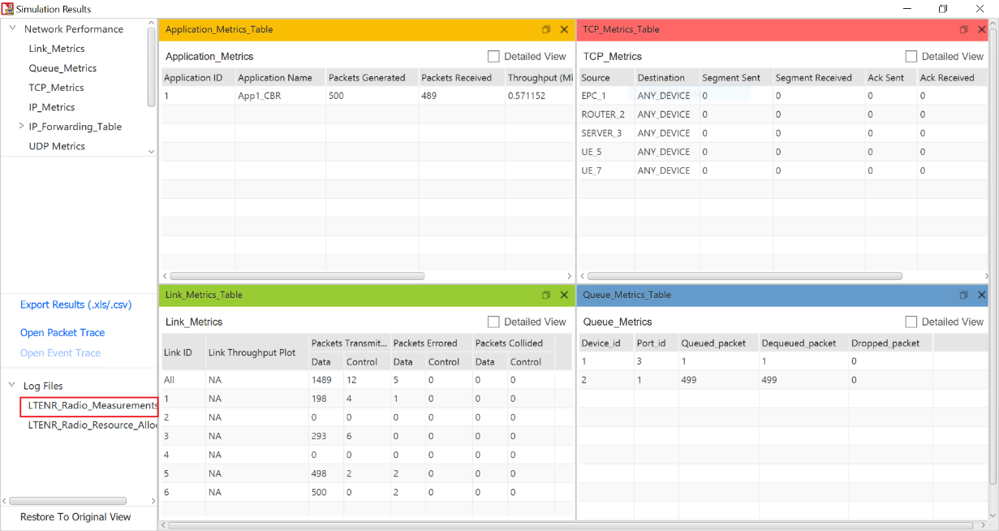 Simulation Results
Network Performance
Link_Metrics
Queue_Metrics
TCP_Metrics
IP_Metrics
IP_Forwarding_Table
UDP Metrics
Export Results (.xls/.csv)
Open Packet Trace
Open Event Trace
Log Files
LTENR_Radio_Measurements
LTENR_Radio_Resource_Alloc
Restore To Original View
Application_Metrics_Table
Application_Metrics Detailed View
Application ID Application Name Packets Generated Packets Received Throughput (Mb
1 App1_CBR 500 489 0.571152
TCP_Metrics_Table
TCP_Metrics Detailed View
Source Destination Segment Sent Segment Received Ack Sent Ack Received
EPC_1 ANY_DEVICE 0 0 0 0
ROUTER_2 ANY_DEVICE 0 0 0 0
SERVER_3 ANY_DEVICE 0 0 0 0
UE_5 ANY_DEVICE 0 0 0 0
UE_7 ANY_DEVICE 0 0 0 0
Link_Metrics_Table
Link_Metrics Detailed View
Link ID Link Throughput Plot Packets Transmit... Packets Errored Packets Collided
Data Control Data Control Data Control
All NA 1489 12 5 0 0 0
1 NA 198 4 1 0 0 0
2 NA 0 0 0 0 0 0
3 NA 293 6 0 0 0 0
4 NA 0 0 0 0 0 0
5 NA 498 2 2 0 0 0
6 NA 500 0 2 0 0 0
Queue_Metrics_Table
Queue_Metrics Detailed View
Device_id Port_id Queued_packet Dequeued_packet Dropped_packet
1 3 1 1 0
2 1 499 499 0